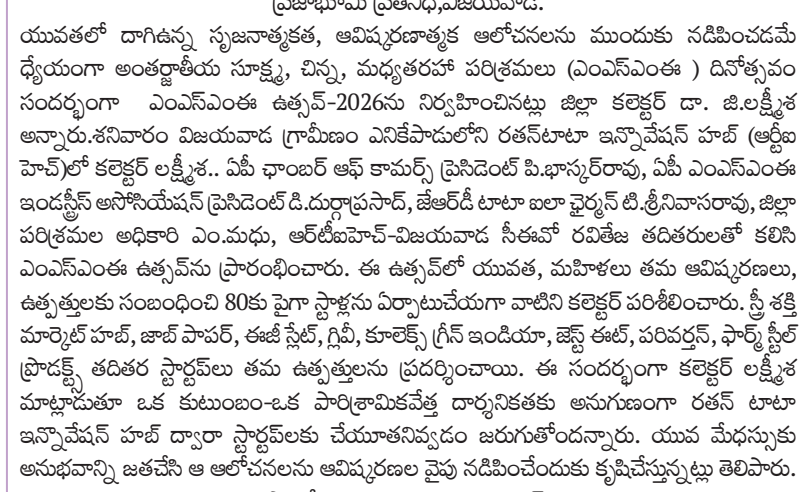 ప్రజాభూమి ప్రతినిధి,విజయవాడ.
యువతలో దాగిఉన్న సృజనాత్మకత, ఆవిష్కరణాత్మక ఆలోచనలను ముందుకు నడిపించడమే
ధ్యేయంగా అంతర్జాతీయ సూక్ష్మ, చిన్న, మధ్యతరహా పరిశ్రమలు (ఎంఎస్ఎంఈ ) దినోత్సవం
సందర్భంగా ఎంఎస్ఎంఈ ఉత్సవ్-2026ను నిర్వహించినట్లు జిల్లా కలెక్టర్ డా. జి.లక్ష్మీశ
అన్నారు.శనివారం విజయవాడ గ్రామీణం ఎనికేపాడులోని రతన్‌టాటా ఇన్నొవేషన్ హబ్ (ఆర్టీఐ
హెచ్)లో కలెక్టర్ లక్ష్మీశ.. ఏపీ ఛాంబర్ ఆఫ్ కామర్స్ ప్రెసిడెంట్ పి.భాస్కర్‌రావు, ఏపీ ఎంఎస్ఎంఈ
ఇండస్ట్రీస్ అసోసియేషన్ ప్రెసిడెంట్ డి.దుర్గాప్రసాద్, జేఆర్‌డీ టాటా ఐలా ఛైర్మన్ టి.శ్రీనివాసరావు, జిల్లా
పరిశ్రమల అధికారి ఎం.మధు, ఆర్‌టీఐహెచ్-విజయవాడ సీఈవో రవితేజ తదితరులతో కలిసి
ఎంఎస్ఎంఈ ఉత్సవ్‌ను ప్రారంభించారు. ఈ ఉత్సవ్‌లో యువత, మహిళలు తమ ఆవిష్కరణలు,
ఉత్పత్తులకు సంబంధించి 80కు పైగా స్టాళ్లను ఏర్పాటుచేయగా వాటిని కలెక్టర్ పరిశీలించారు. స్త్రీ శక్తి
మార్కెట్ హబ్, జాబ్ పాపర్, ఈజీ స్లేట్, గ్లివీ, కూలెక్స్ గ్రీన్ ఇండియా, జెస్ట్ ఈట్, పరివర్తన్, ఫార్మ్ స్టీల్
ప్రొడక్ట్స్ తదితర స్టార్టప్‌లు తమ ఉత్పత్తులను ప్రదర్శించాయి. ఈ సందర్భంగా కలెక్టర్ లక్ష్మీశ
మాట్లాడుతూ ఒక కుటుంబం-ఒక పారిశ్రామికవేత్త దార్శనికతకు అనుగుణంగా రతన్ టాటా
ఇన్నొవేషన్ హబ్ ద్వారా స్టార్టప్‌లకు చేయూతనివ్వడం జరుగుతోందన్నారు. యువ మేధస్సుకు
అనుభవాన్ని జతచేసి ఆ ఆలోచనలను ఆవిష్కరణల వైపు నడిపించేందుకు కృషిచేస్తున్నట్లు తెలిపారు.